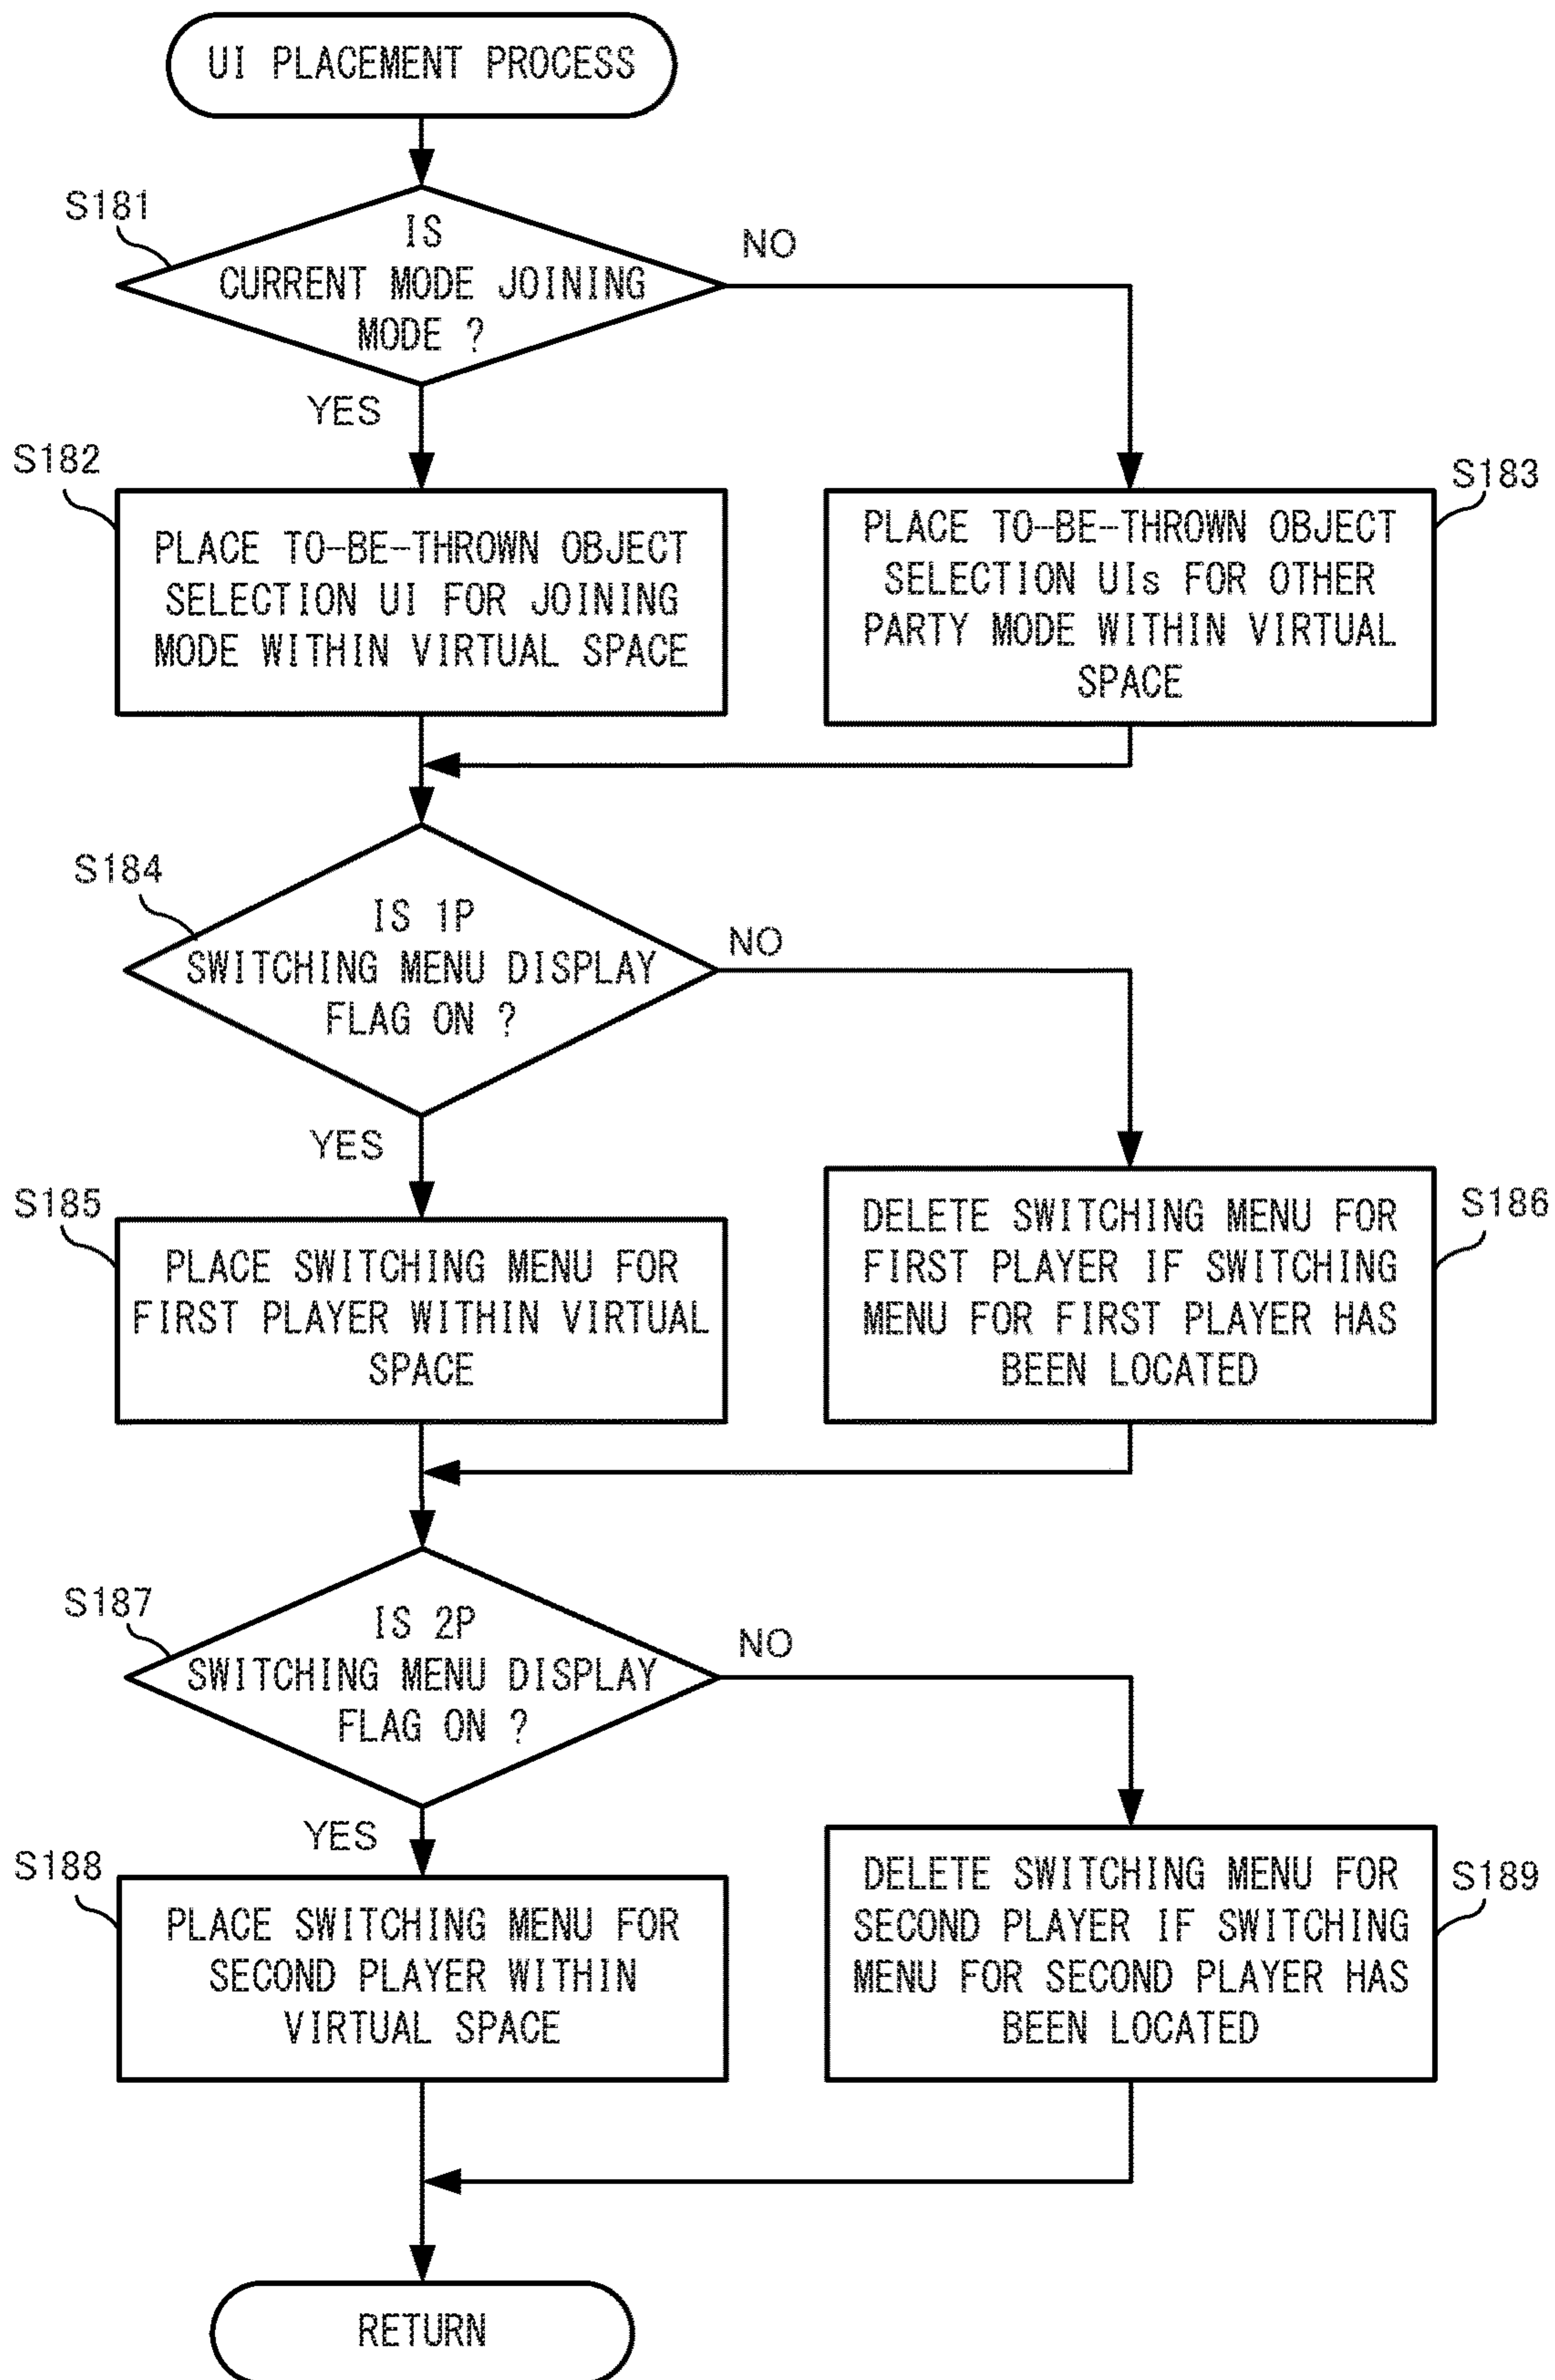 UI PLACEMENT PROCESS
S181
IS
CURRENT MODE JOINING
MODE ?
NO
YES
S182
PLACE TO-BE-THROWN OBJECT
SELECTION UI FOR JOINING
MODE WITHIN VIRTUAL SPACE
S183
PLACE TO-BE-THROWN OBJECT
SELECTION UIs FOR OTHER
PARTY MODE WITHIN VIRTUAL
SPACE
S184
IS 1P
SWITCHING MENU DISPLAY
FLAG ON ?
NO
YES
S185
PLACE SWITCHING MENU FOR
FIRST PLAYER WITHIN VIRTUAL
SPACE
S186
DELETE SWITCHING MENU FOR
FIRST PLAYER IF SWITCHING
MENU FOR FIRST PLAYER HAS
BEEN LOCATED
S187
IS 2P
SWITCHING MENU DISPLAY
FLAG ON ?
NO
YES
S188
PLACE SWITCHING MENU FOR
SECOND PLAYER WITHIN
VIRTUAL SPACE
S189
DELETE SWITCHING MENU FOR
SECOND PLAYER IF SWITCHING
MENU FOR SECOND PLAYER HAS
BEEN LOCATED
RETURN